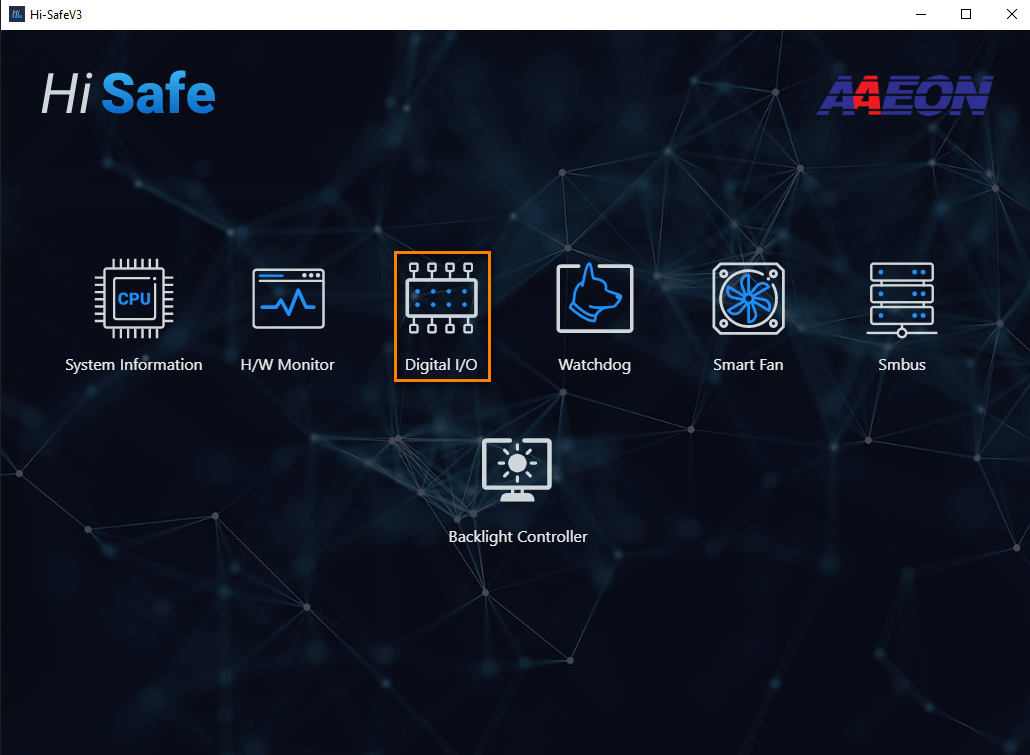 Hi-SafeV3
Hi Safe
AAEON
CPU
System Information
H/W Monitor
Digital I/O
Watchdog
Smart Fan
Smbus
Backlight Controller